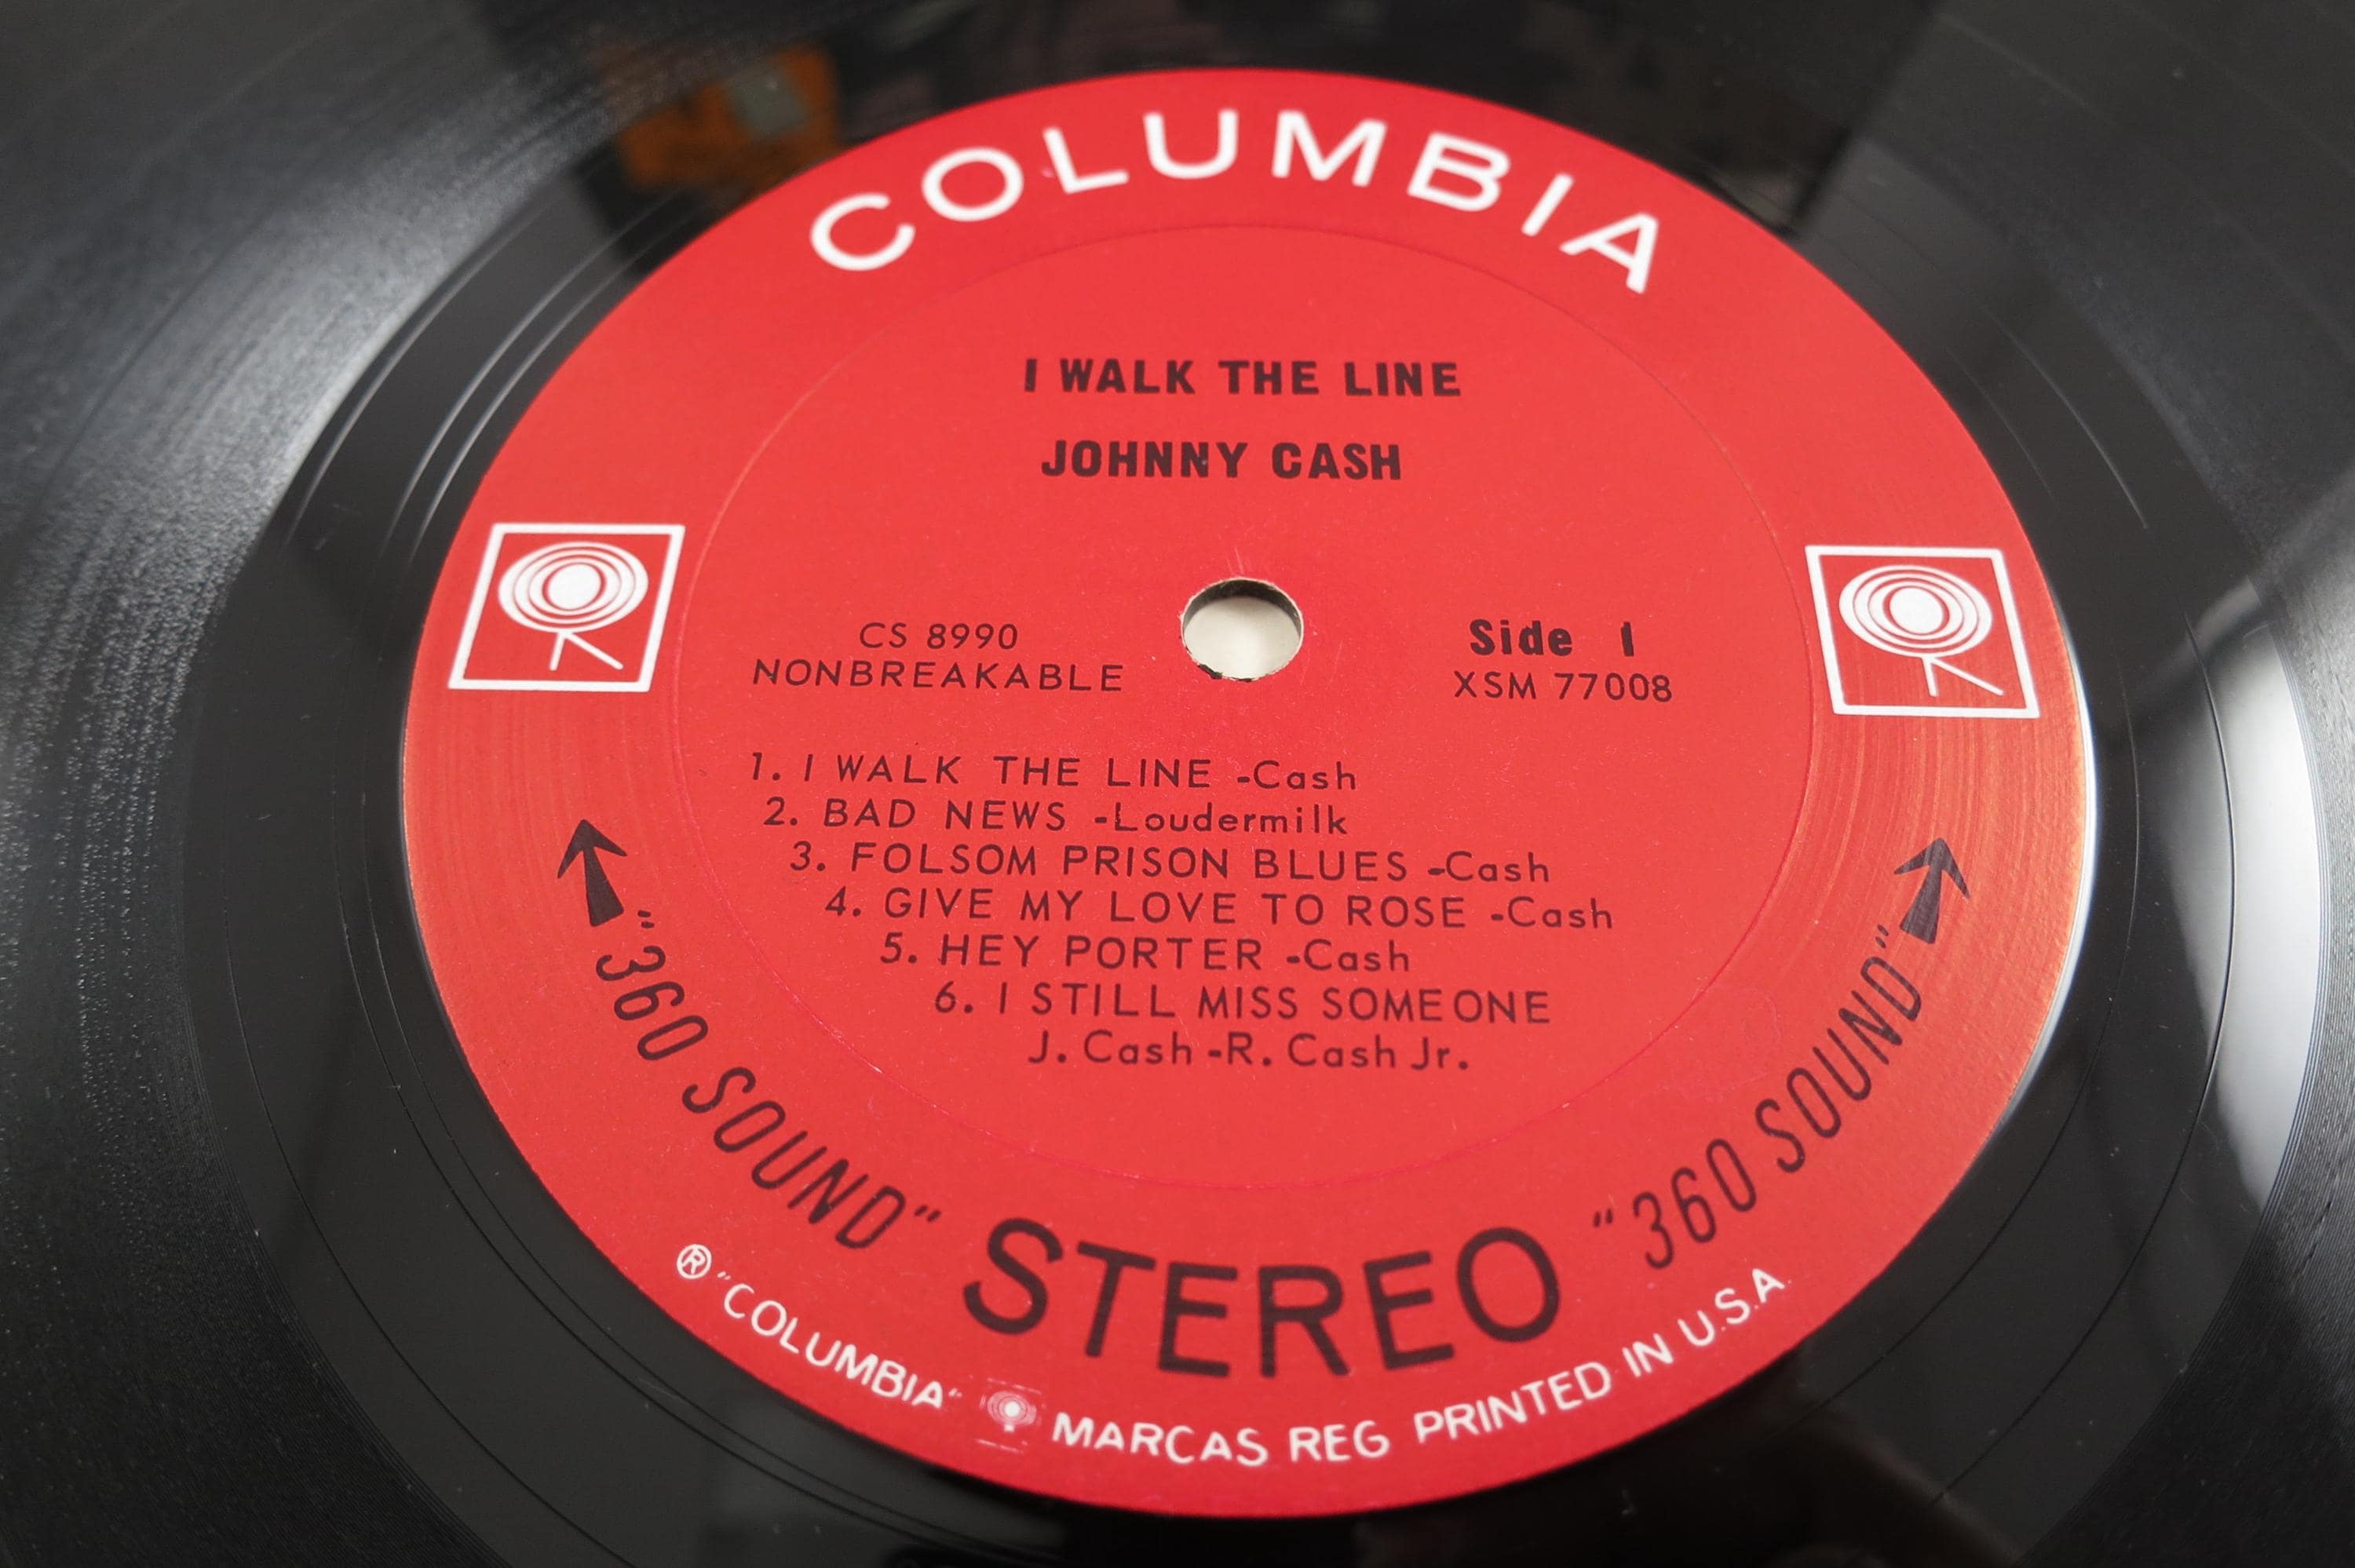 COLUMBIA
I WALK THE LINE
JOHNNY CASH
CS 8990
NONBREAKABLE
Side 1
XSM 77008
1. I WALK THE LINE -Cash
2. BAD NEWS -Loudermilk
3. FOLSOM PRISON BLUES -Cash
4. GIVE MY LOVE TO ROSE -Cash
5. HEY PORTER -Cash
6. I STILL MISS SOMEONE
J. Cash -R. Cash Jr.
"360 SOUND" STEREO "360 SOUND"
® "COLUMBIA" MARCAS REG PRINTED IN U.S.A.